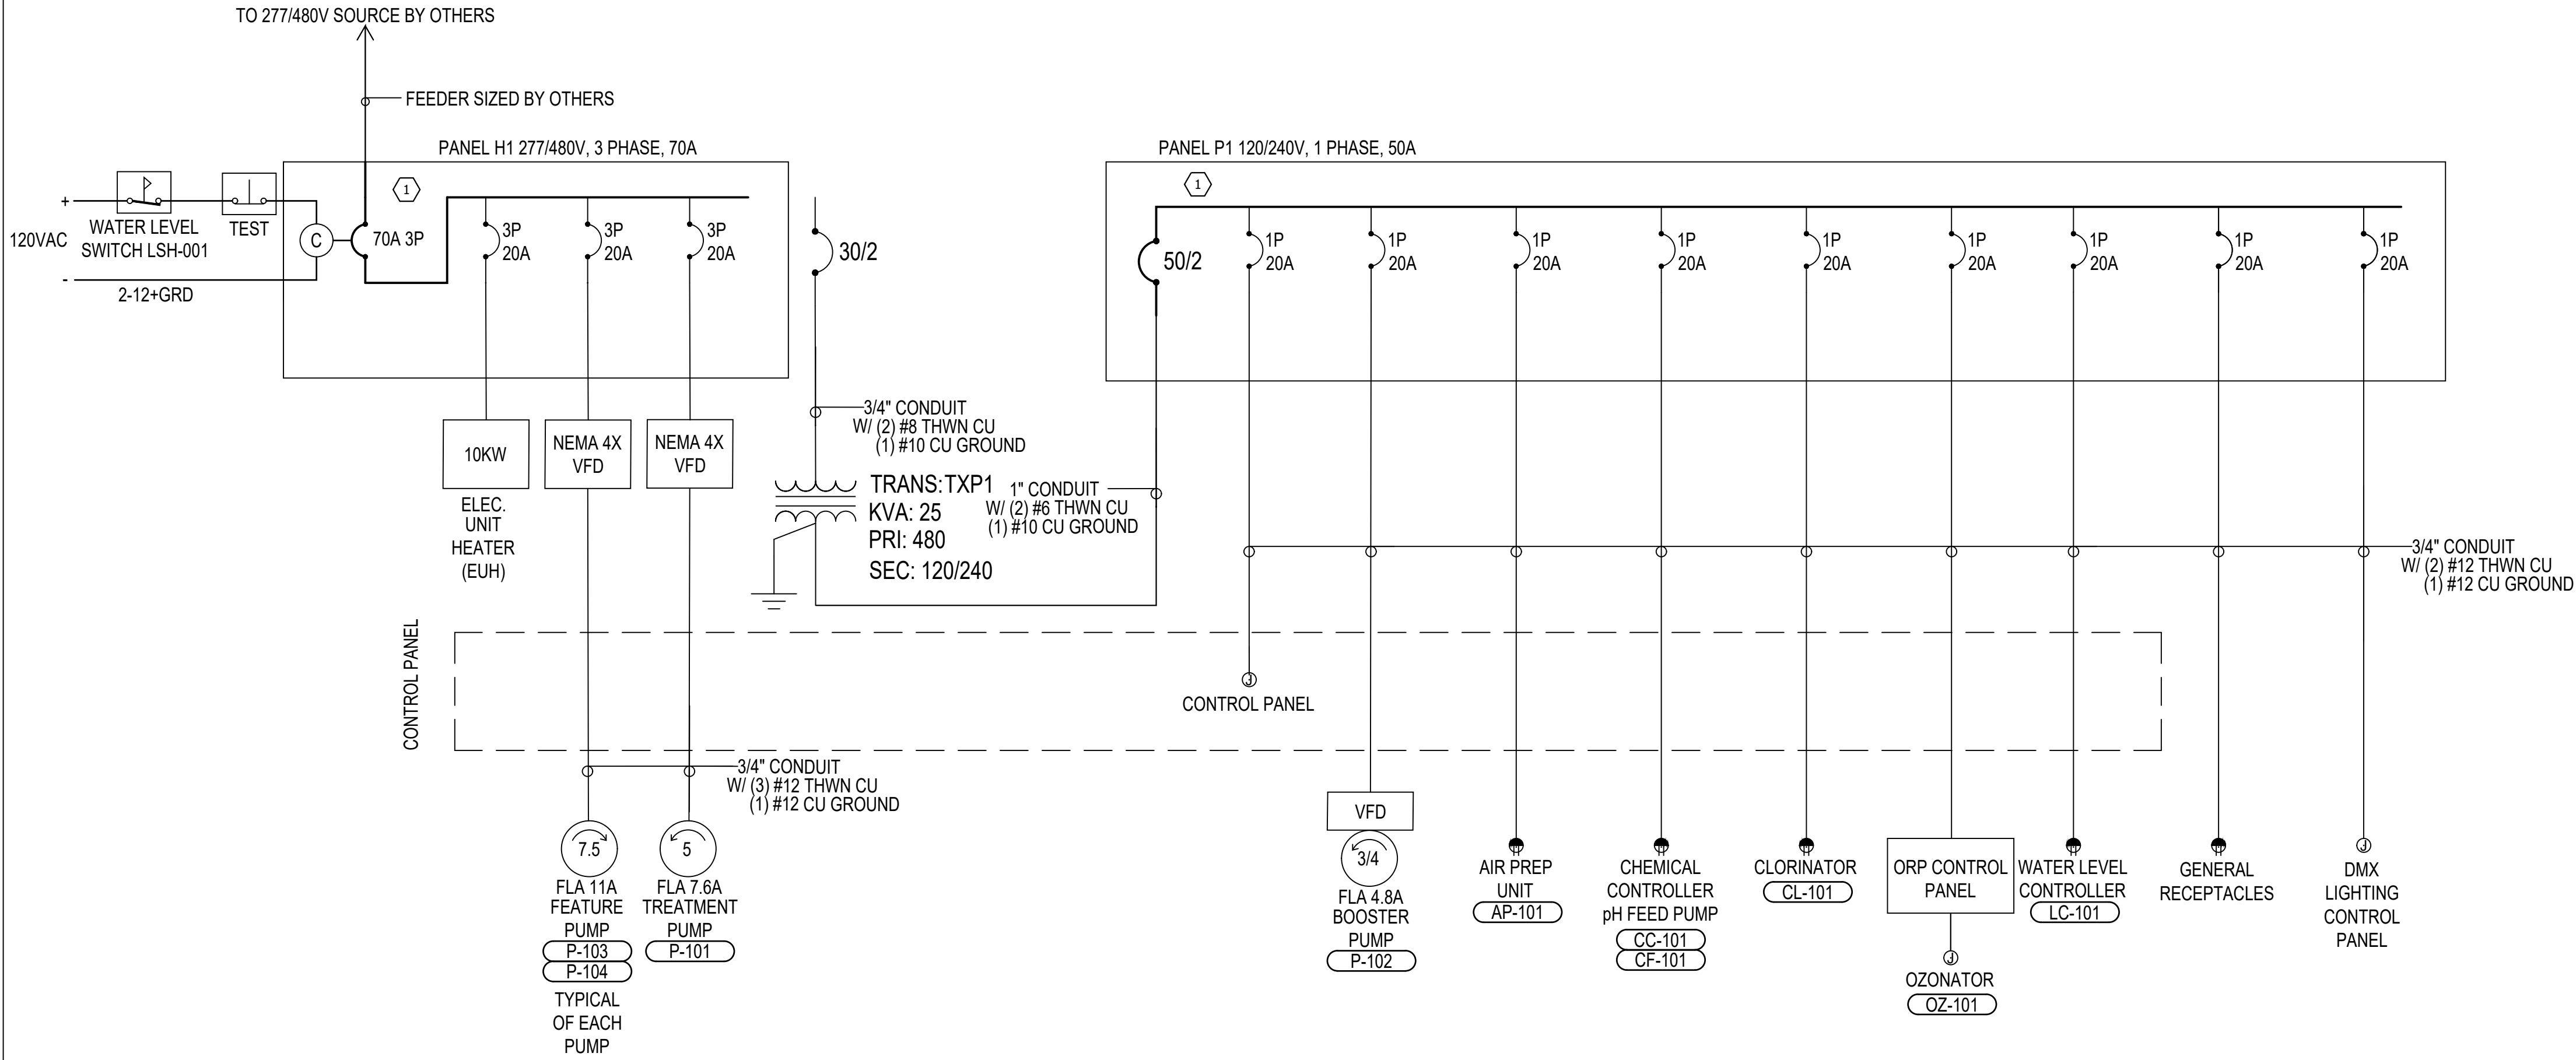 TO 277/480V SOURCE BY OTHERS
FEEDER SIZED BY OTHERS
PANEL H1 277/480V, 3 PHASE, 70A
1
+
120VAC
-
WATER LEVEL
SWITCH LSH-001
TEST
2-12+GRD
C
70A 3P
3P
20A
3P
20A
3P
20A
30/2
PANEL P1 120/240V, 1 PHASE, 50A
1
50/2
1P
20A
1P
20A
1P
20A
1P
20A
1P
20A
1P
20A
1P
20A
1P
20A
1P
20A
3/4" CONDUIT
W/ (2) #8 THWN CU
(1) #10 CU GROUND
10KW
ELEC.
UNIT
HEATER
(EUH)
NEMA 4X
VFD
NEMA 4X
VFD
TRANS:TXP1
KVA: 25
PRI: 480
SEC: 120/240
1" CONDUIT
W/ (2) #6 THWN CU
(1) #10 CU GROUND
3/4" CONDUIT
W/ (2) #12 THWN CU
(1) #12 CU GROUND
CONTROL PANEL
J
CONTROL PANEL
3/4" CONDUIT
W/ (3) #12 THWN CU
(1) #12 CU GROUND
7.5
FLA 11A
FEATURE
PUMP
P-103
P-104
TYPICAL
OF EACH
PUMP
5
FLA 7.6A
TREATMENT
PUMP
P-101
VFD
3/4
FLA 4.8A
BOOSTER
PUMP
P-102
AIR PREP
UNIT
AP-101
CHEMICAL
CONTROLLER
pH FEED PUMP
CC-101
CF-101
CLORINATOR
CL-101
ORP CONTROL
PANEL
J
OZONATOR
OZ-101
WATER LEVEL
CONTROLLER
LC-101
GENERAL
RECEPTACLES
J
DMX
LIGHTING
CONTROL
PANEL